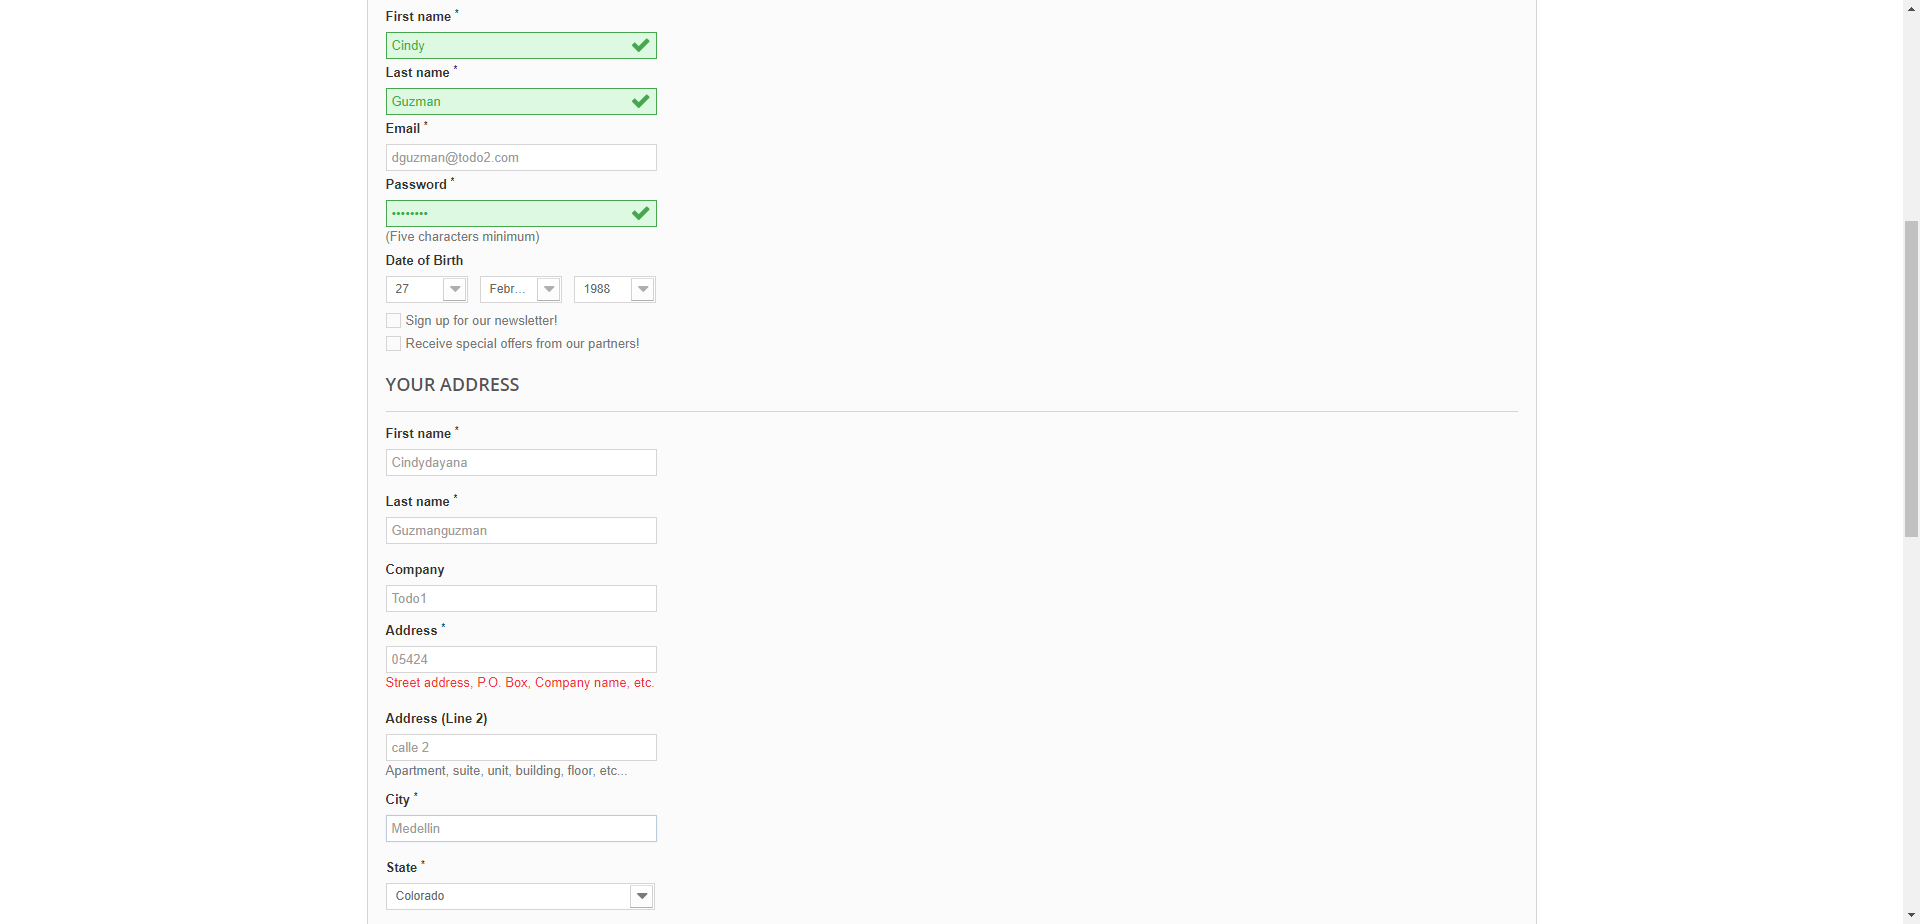 First name *
Cindy
Last name *
Guzman
Email *
dguzman@todo2.com
Password *
••••••••
(Five characters minimum)
Date of Birth
27 Febr... 1988
Sign up for our newsletter!
Receive special offers from our partners!
YOUR ADDRESS
First name *
Cindydayana
Last name *
Guzmanguzman
Company
Todo1
Address *
05424
Street address, P.O. Box, Company name, etc.
Address (Line 2)
calle 2
Apartment, suite, unit, building, floor, etc...
City *
Medellin
State *
Colorado